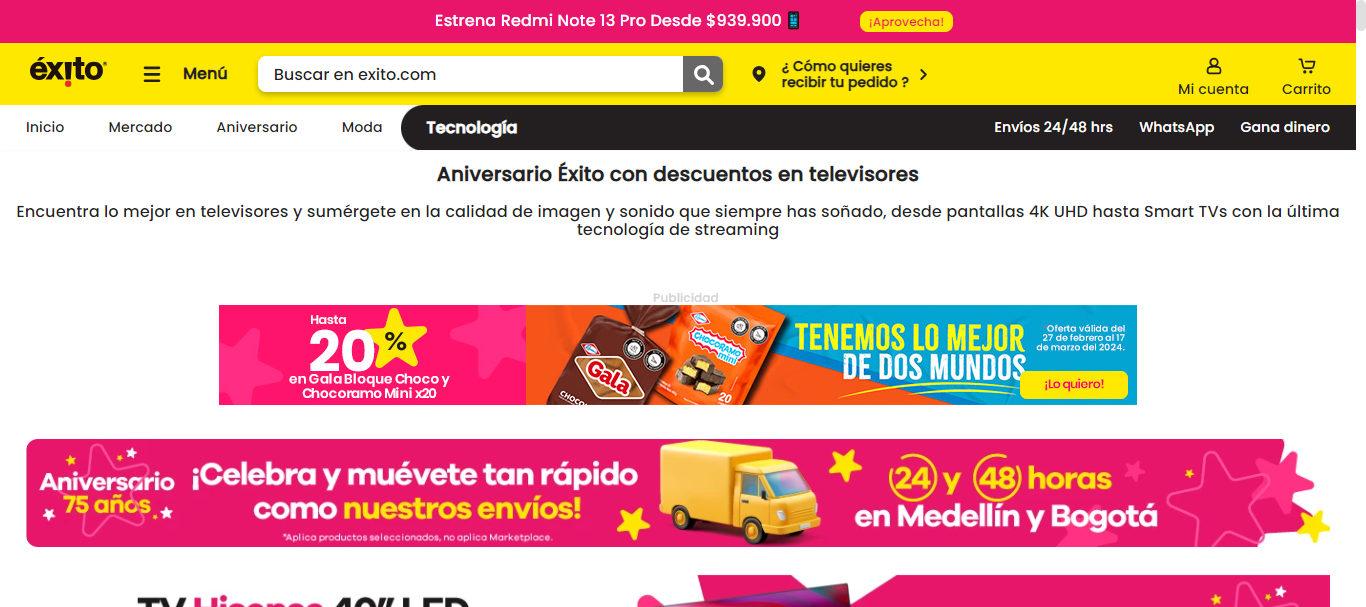 Estrena Redmi Note 13 Pro Desde $939.900
¡Aprovecha!
éxito
Menú
Buscar en exito.com
¿ Cómo quieres
recibir tu pedido ?
Mi cuenta
Carrito
Inicio
Mercado
Aniversario
Moda
Tecnología
Envíos 24/48 hrs
WhatsApp
Gana dinero
Aniversario Éxito con descuentos en televisores
Encuentra lo mejor en televisores y sumérgete en la calidad de imagen y sonido que siempre has soñado, desde pantallas 4K UHD hasta Smart TVs con la última
tecnología de streaming
Publicidad
Hasta
20%
en Gala Bloque Choco y
Chocoramo Mini x20
Gala
CHOCORAMO
mini
20
TENEMOS LO MEJOR
DE DOS MUNDOS
Oferta válida del
27 de febrero al 17
de marzo del 2024.
¡Lo quiero!
Aniversario
75 años
¡Celebra y muévete tan rápido
como nuestros envíos!
*Aplica productos seleccionados, no aplica Marketplace.
24 y 48 horas
en Medellín y Bogotá
TV Hisense 40" LED